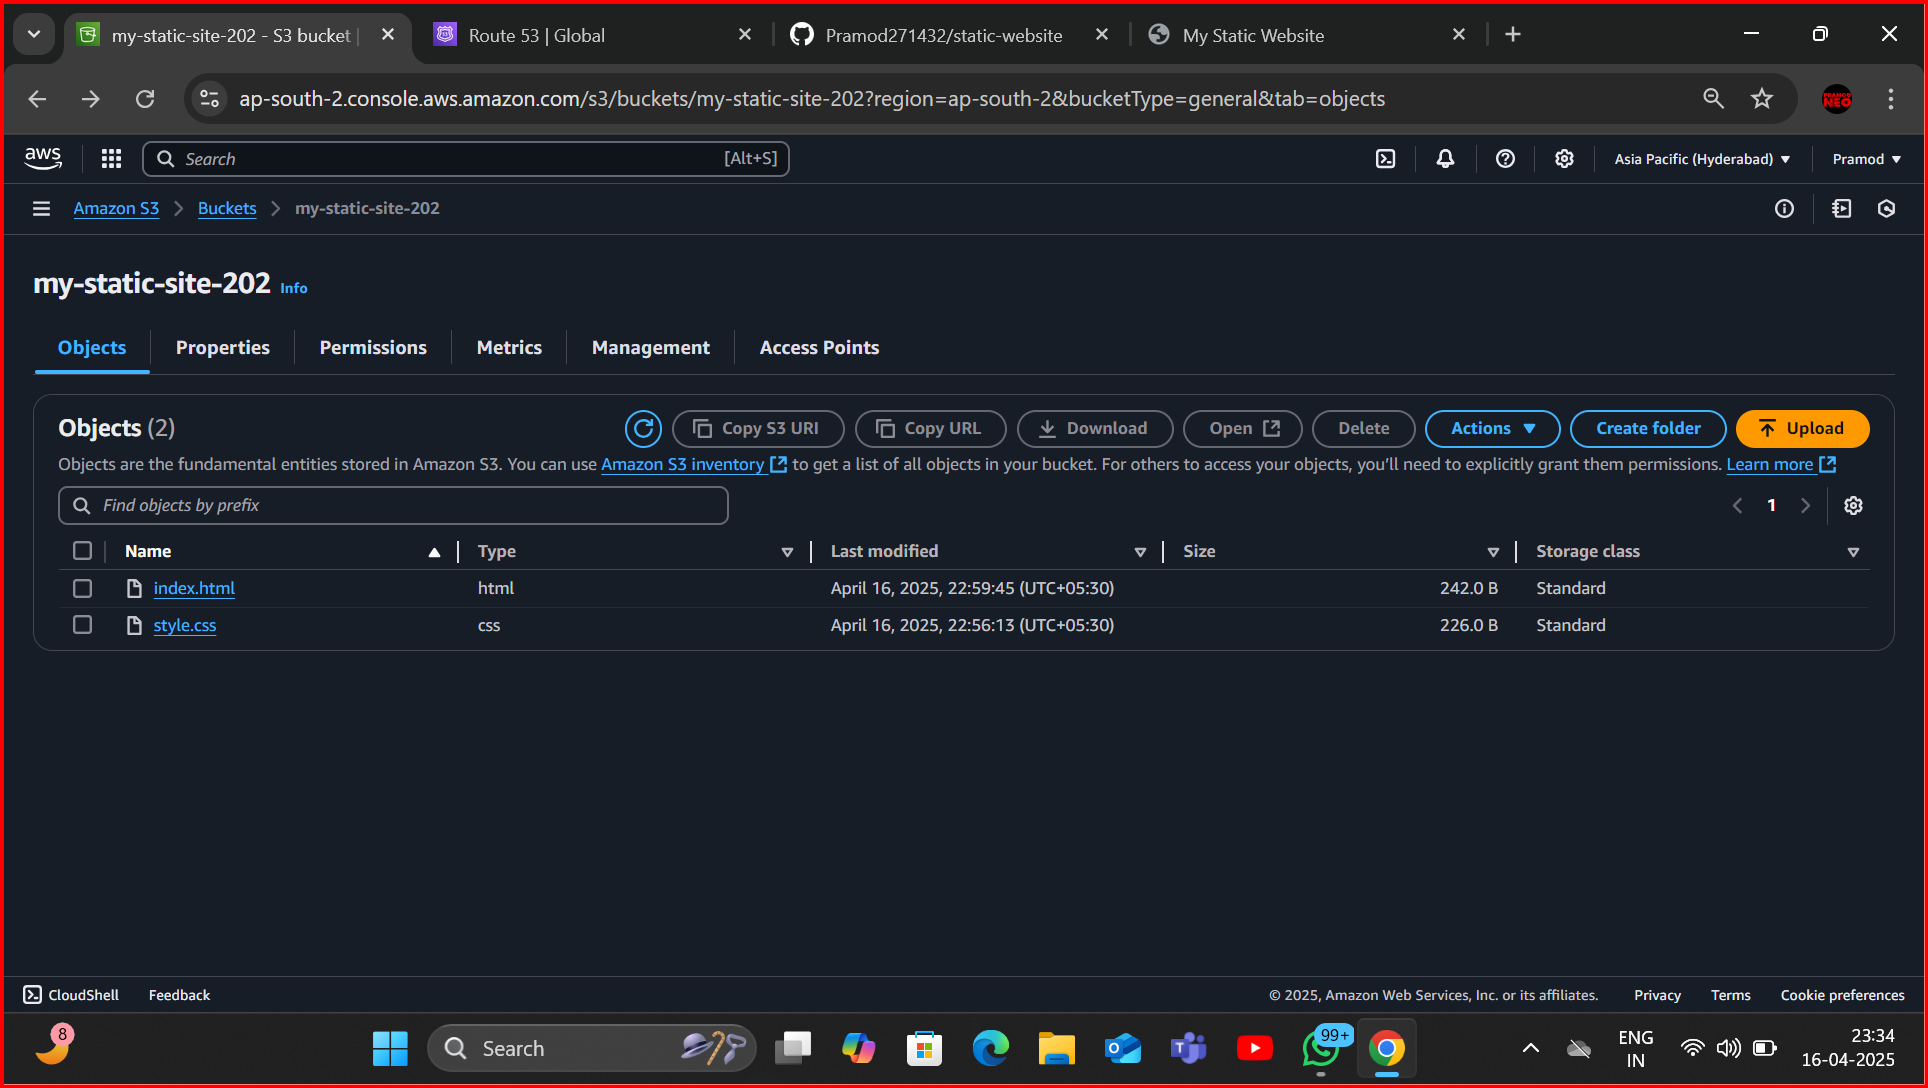 my-static-site-202 - S3 bucket |
Route 53 | Global
Pramod271432/static-website
My Static Website
ap-south-2.console.aws.amazon.com/s3/buckets/my-static-site-202?region=ap-south-2&bucketType=general&tab=objects
PRAMOD NEO
aws
Search
[Alt+S]
Asia Pacific (Hyderabad)
Pramod
Amazon S3
Buckets
my-static-site-202
my-static-site-202 Info
Objects
Properties
Permissions
Metrics
Management
Access Points
Objects (2)
Copy S3 URI
Copy URL
Download
Open
Delete
Actions
Create folder
Upload
Objects are the fundamental entities stored in Amazon S3. You can use Amazon S3 inventory to get a list of all objects in your bucket. For others to access your objects, you'll need to explicitly grant them permissions. Learn more
Find objects by prefix
1
Name Type Last modified Size Storage class
index.html html April 16, 2025, 22:59:45 (UTC+05:30) 242.0 B Standard
style.css css April 16, 2025, 22:56:13 (UTC+05:30) 226.0 B Standard
CloudShell
Feedback
© 2025, Amazon Web Services, Inc. or its affiliates.
Privacy
Terms
Cookie preferences
8
Search
99+
ENG
IN
23:34
16-04-2025